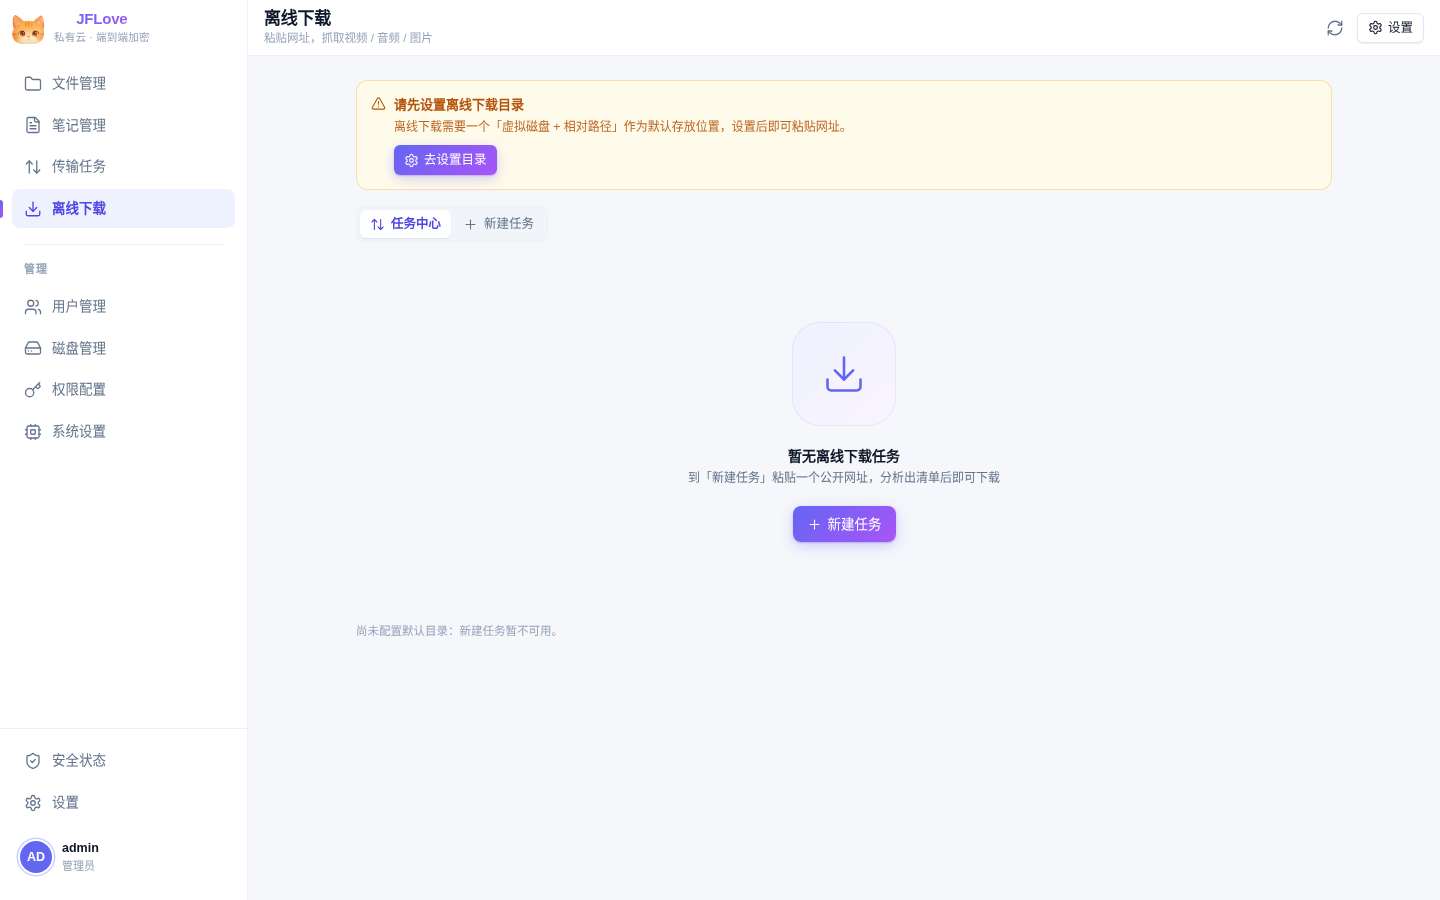 JFLove
私有云 · 端到端加密
文件管理
笔记管理
传输任务
离线下载
管理
用户管理
磁盘管理
权限配置
系统设置
安全状态
设置
AD
admin
管理员
离线下载
粘贴网址，抓取视频 / 音频 / 图片
设置
请先设置离线下载目录
离线下载需要一个「虚拟磁盘 + 相对路径」作为默认存放位置，设置后即可粘贴网址。
去设置目录
任务中心
新建任务
暂无离线下载任务
到「新建任务」粘贴一个公开网址，分析出清单后即可下载
新建任务
尚未配置默认目录：新建任务暂不可用。